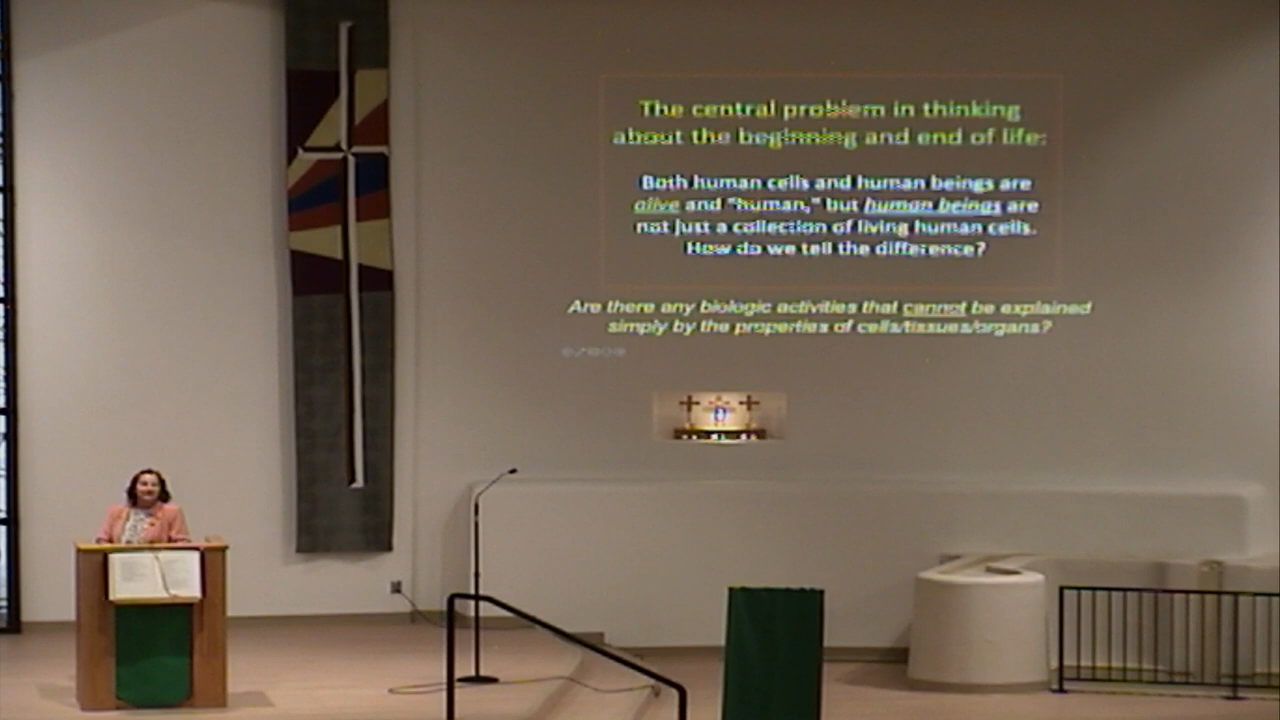 The central problem in thinking
about the beginning and end of life:
Both human cells and human beings are
alive and "human," but human beings are
not just a collection of living human cells.
How do we tell the difference?
Are there any biologic activities that cannot be explained
simply by the properties of cells/tissues/organs?